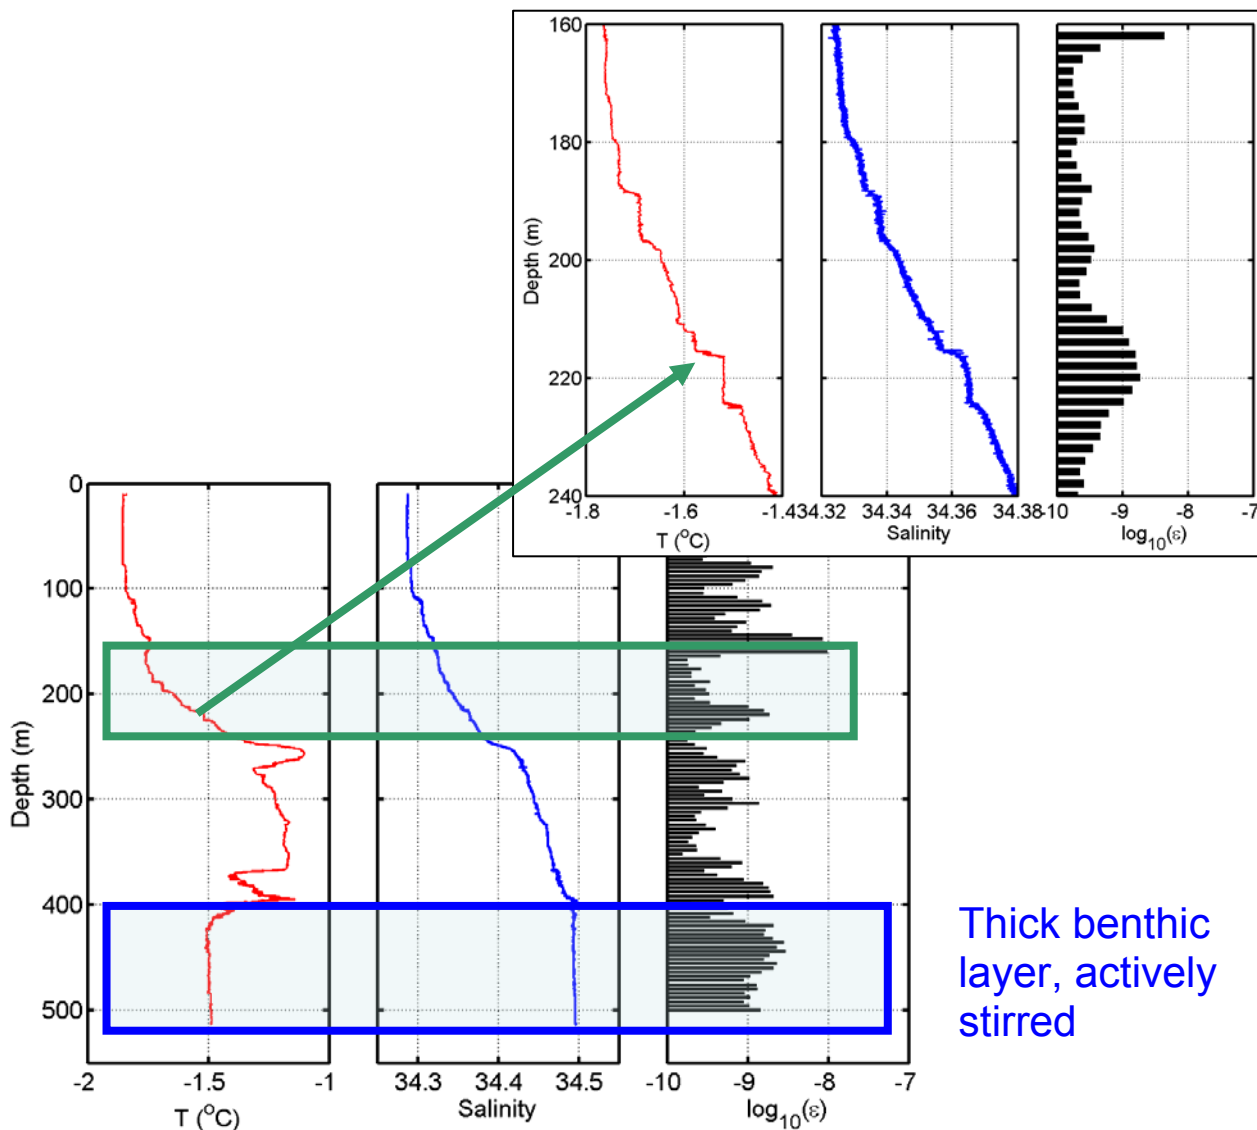 160
180
200
220
240
Depth (m)
-1.8
-1.6
-1.4
T (°C)
34.32
34.34
34.36
34.38
Salinity
-10
-9
-8
-7
log10(ε)
0
100
200
300
400
500
Depth (m)
-2
-1.5
-1
T (°C)
34.3
34.4
34.5
Salinity
-10
-9
-8
-7
log10(ε)
Thick benthic
layer, actively
stirred